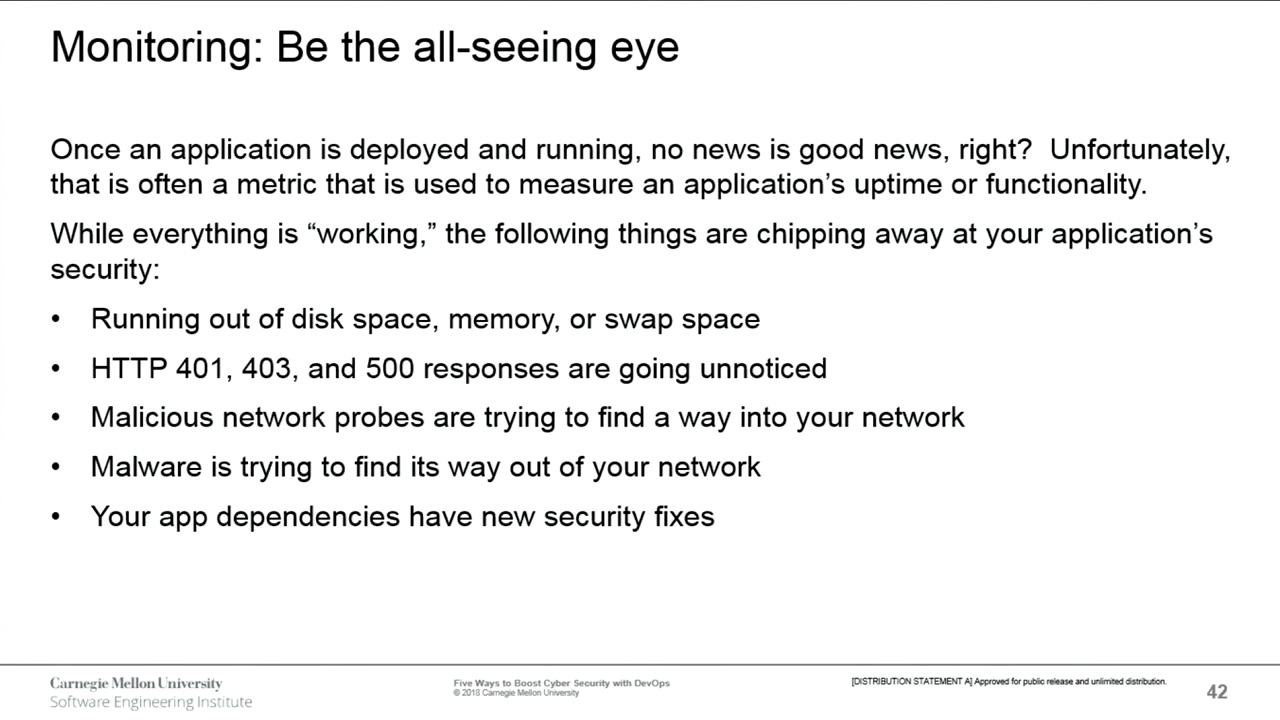 Monitoring: Be the all-seeing eye
Once an application is deployed and running, no news is good news, right?  Unfortunately,
that is often a metric that is used to measure an application’s uptime or functionality.
While everything is “working,” the following things are chipping away at your application’s
security:
• Running out of disk space, memory, or swap space
• HTTP 401, 403, and 500 responses are going unnoticed
• Malicious network probes are trying to find a way into your network
• Malware is trying to find its way out of your network
• Your app dependencies have new security fixes
Carnegie Mellon University
Software Engineering Institute
Five Ways to Boost Cyber Security with DevOps
© 2018 Carnegie Mellon University
[DISTRIBUTION STATEMENT A] Approved for public release and unlimited distribution.
42